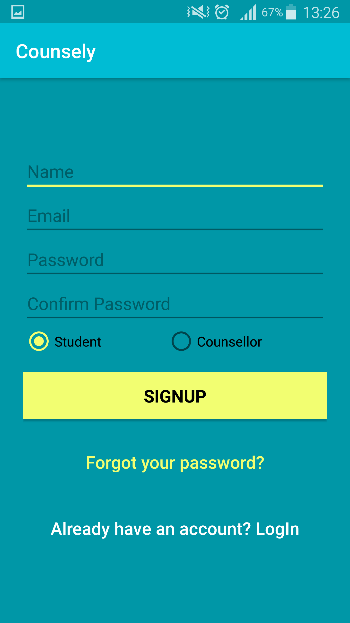 67% 13:26
Counsely
Name
Email
Password
Confirm Password
Student Counsellor
SIGNUP
Forgot your password?
Already have an account? LogIn